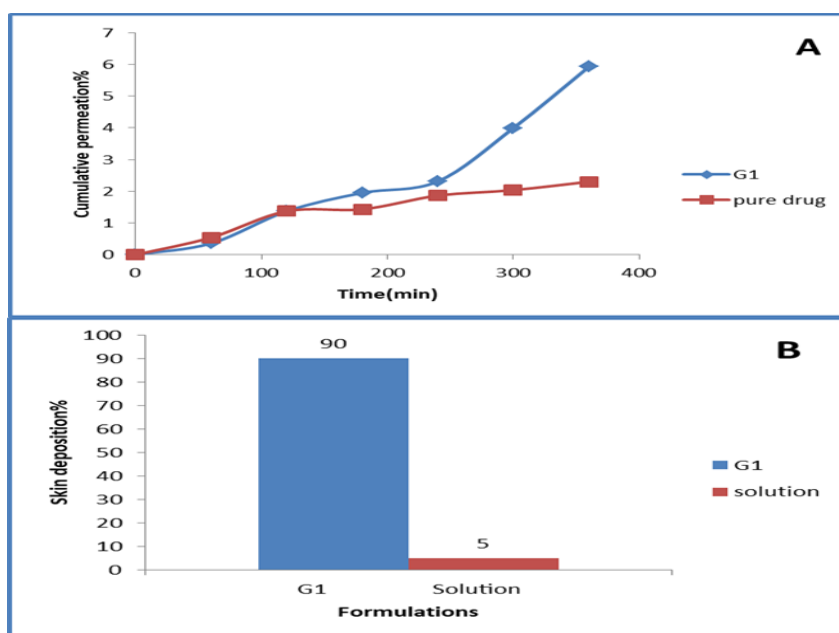 A
Cumulative permeation%
7
6
5
4
3
2
1
0
0 100 200 300 400
Time(min)
G1
pure drug
B
Skin deposition%
100
90
80
70
60
50
40
30
20
10
0
90
5
G1 Solution
Formulations
G1
solution